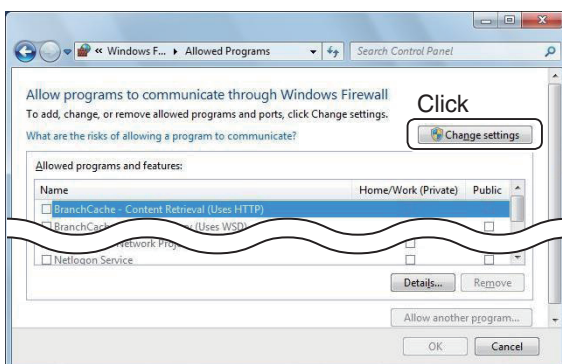 « Windows F... ▸ Allowed Programs Search Control Panel
Allow programs to communicate through Windows Firewall
Click
To add, change, or remove allowed programs and ports, click Change settings.
What are the risks of allowing a program to communicate?
Change settings
Allowed programs and features:
Name Home/Work (Private) Public
BranchCache - Content Retrieval (Uses HTTP)
BranchCache (Uses WSD)
Network
Netlogon Service
Details... Remove
Allow another program...
OK Cancel